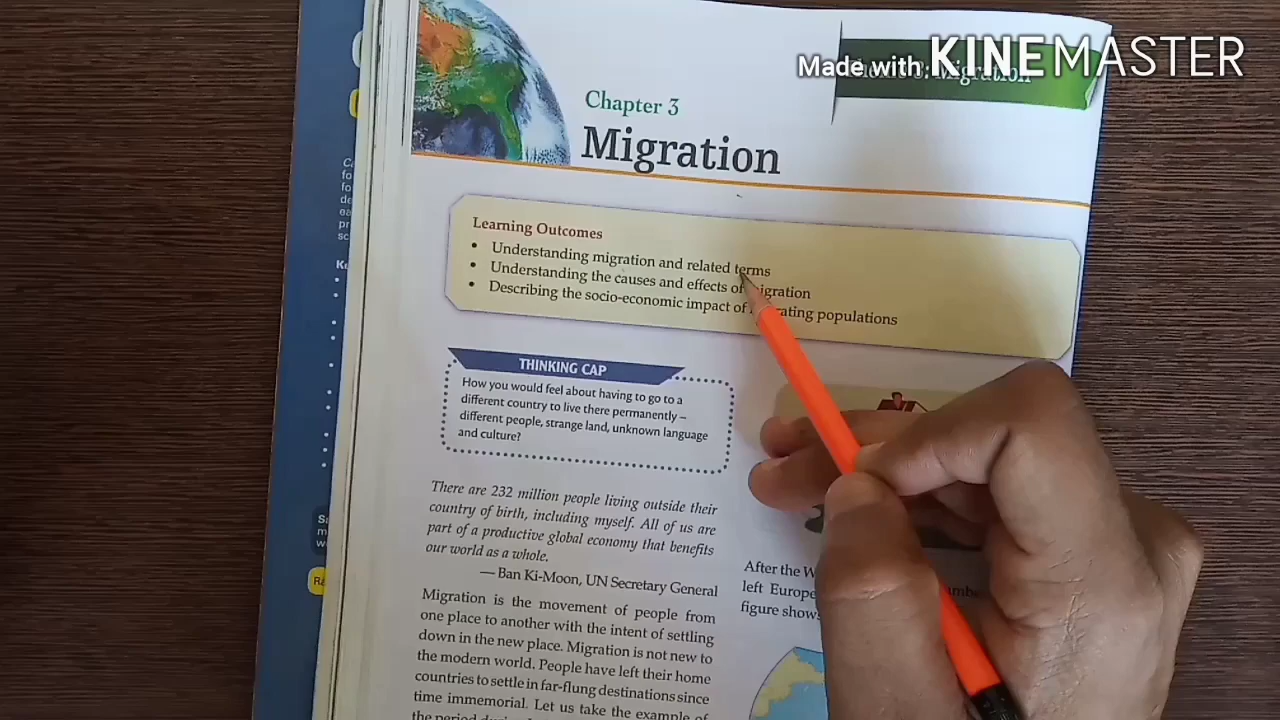 Made with KINEMASTER
Migration
Chapter 3
Migration
Learning Outcomes
• Understanding migration and related terms
• Understanding the causes and effects of migration
• Describing the socio-economic impact of populations
THINKING CAP
How you would feel about having to go to a
different country to live there permanently –
different people, strange land, unknown language
and culture?
There are 232 million people living outside their
country of birth, including myself. All of us are
part of a productive global economy that benefits
our world as a whole.
— Ban Ki-Moon, UN Secretary General
Migration is the movement of people from
one place to another with the intent of settling
down in the new place. Migration is not new to
the modern world. People have left their home
countries to settle in far-flung destinations since
time immemorial. Let us take the example of
the period
After the W
left Europe
figure shows